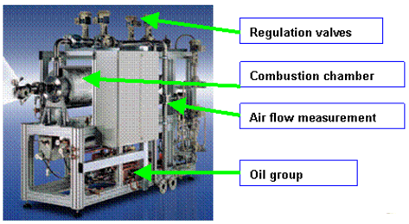 Regulation valves
Combustion chamber
Air flow measurement
Oil group